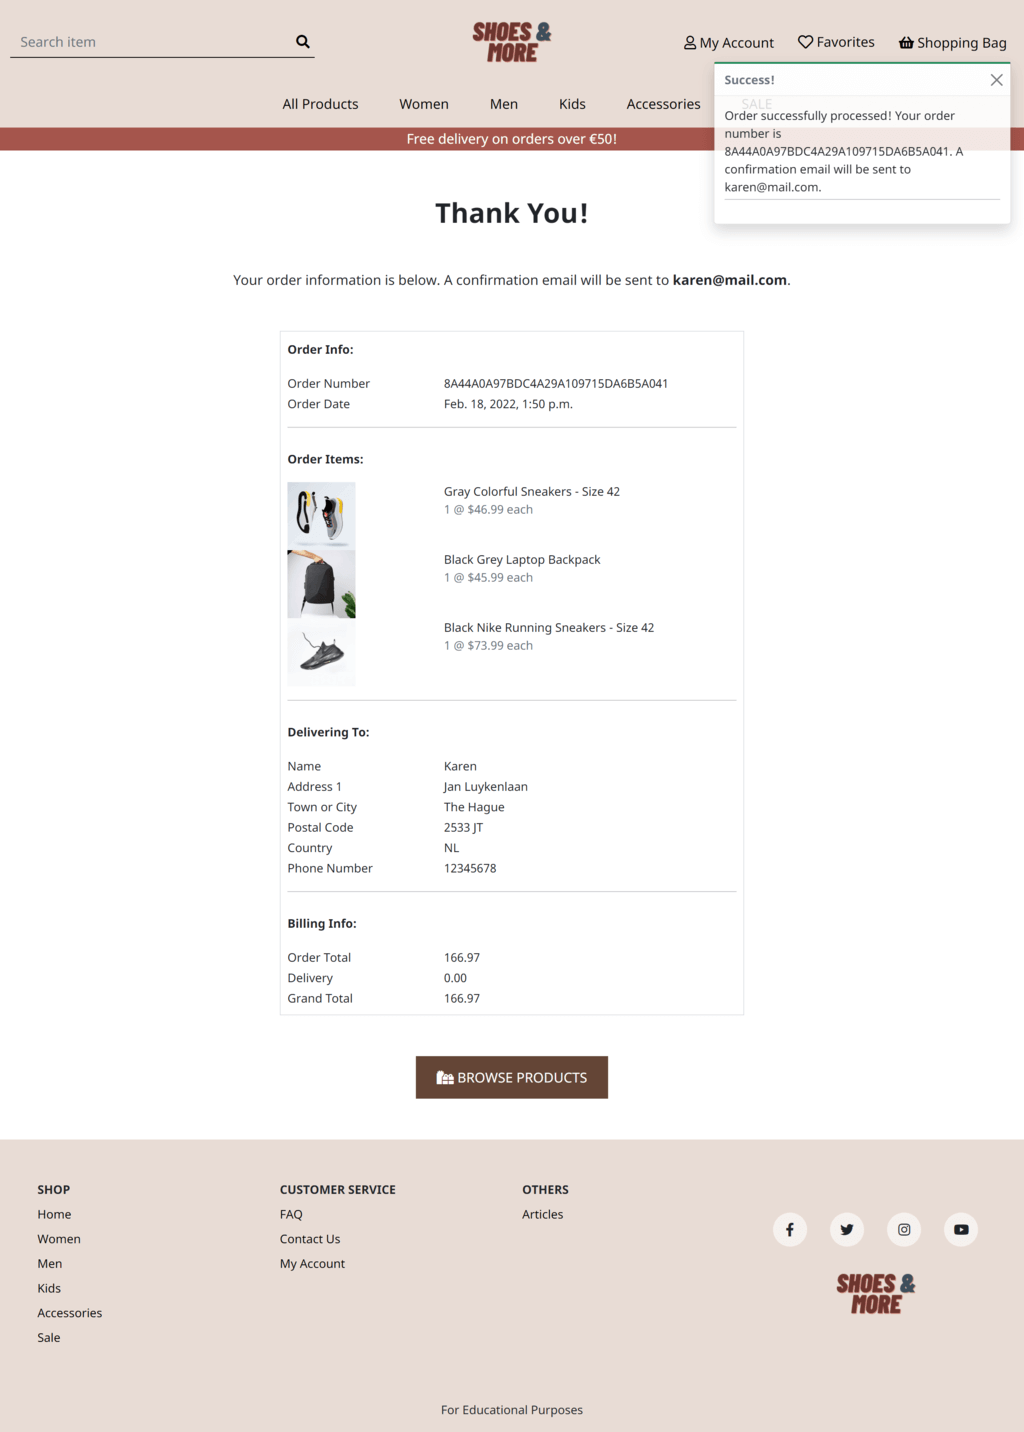 Search item
SHOES &
MORE
My Account
Favorites
Shopping Bag
All Products
Women
Men
Kids
Accessories
SALE
Free delivery on orders over €50!
Success!
Order successfully processed! Your order
number is
8A44A0A97BDC4A29A109715DA6B5A041. A
confirmation email will be sent to
karen@mail.com.
Thank You!
Your order information is below. A confirmation email will be sent to karen@mail.com.
Order Info:
Order Number 8A44A0A97BDC4A29A109715DA6B5A041
Order Date Feb. 18, 2022, 1:50 p.m.
Order Items:
Gray Colorful Sneakers - Size 42
1 @ $46.99 each
Black Grey Laptop Backpack
1 @ $45.99 each
Black Nike Running Sneakers - Size 42
1 @ $73.99 each
Delivering To:
Name Karen
Address 1 Jan Luykenlaan
Town or City The Hague
Postal Code 2533 JT
Country NL
Phone Number 12345678
Billing Info:
Order Total 166.97
Delivery 0.00
Grand Total 166.97
BROWSE PRODUCTS
SHOP
Home
Women
Men
Kids
Accessories
Sale
CUSTOMER SERVICE
FAQ
Contact Us
My Account
OTHERS
Articles
SHOES &
MORE
For Educational Purposes